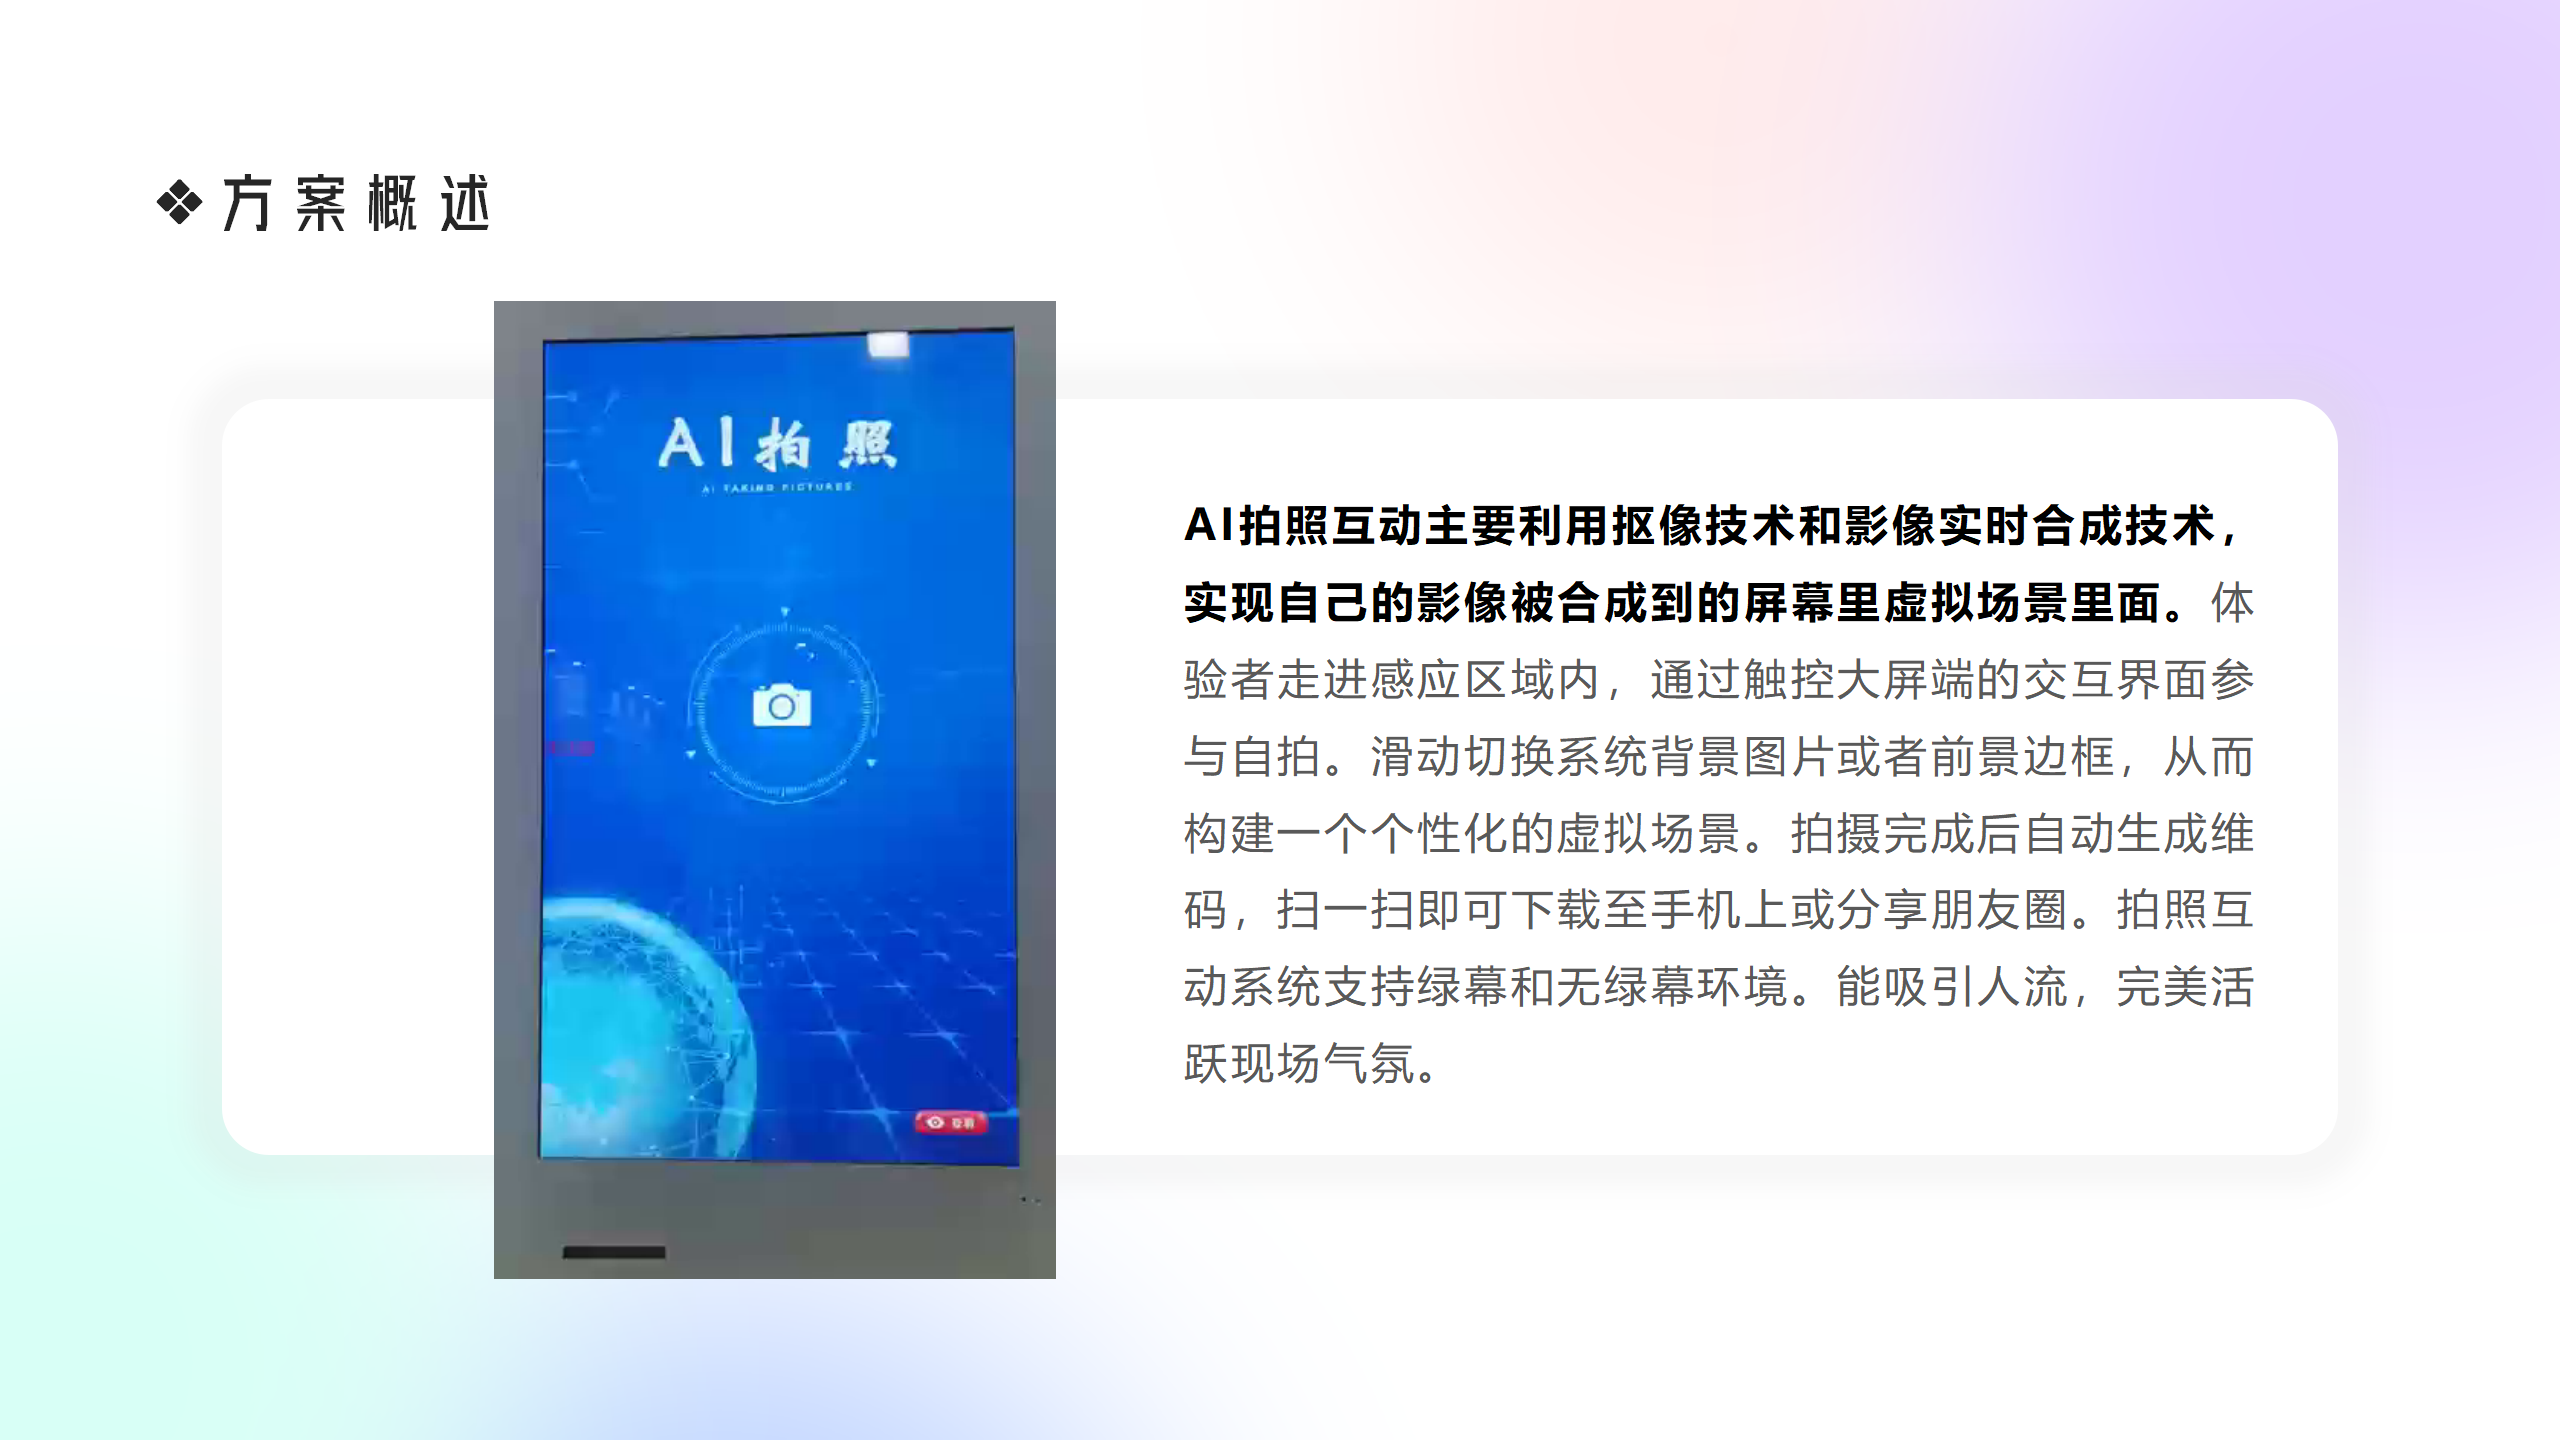 方案概述
AI拍照
AI TAKING PICTURES
AI拍照互动主要利用抠像技术和影像实时合成技术，
实现自己的影像被合成到的屏幕里虚拟场景里面。体
验者走进感应区域内，通过触控大屏端的交互界面参
与自拍。滑动切换系统背景图片或者前景边框，从而
构建一个个性化的虚拟场景。拍摄完成后自动生成维
码，扫一扫即可下载至手机上或分享朋友圈。拍照互
动系统支持绿幕和无绿幕环境。能吸引人流，完美活
跃现场气氛。